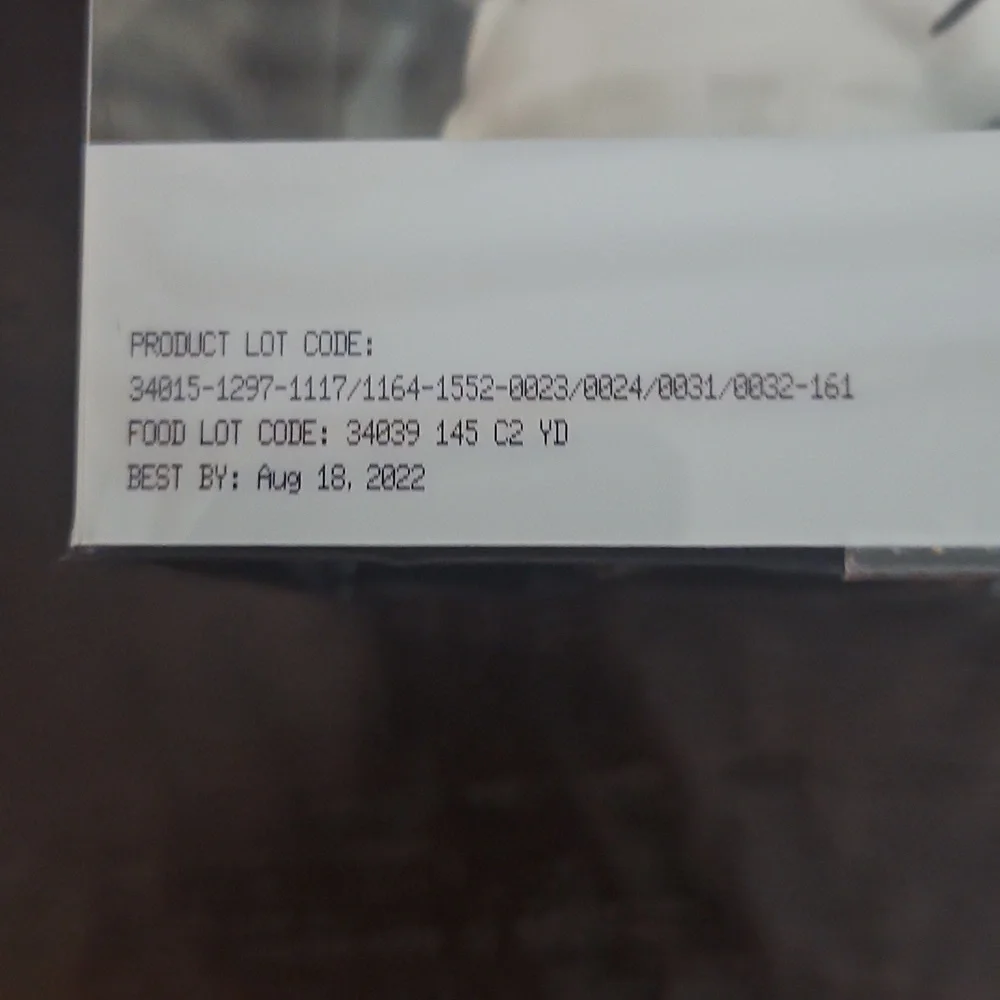 PRODUCT LOT CODE:
34015-1297-1117/1164-1552-0023/0024/0031/0032-161
FOOD LOT CODE: 34039 145 C2 YD
BEST BY: Aug 18, 2022